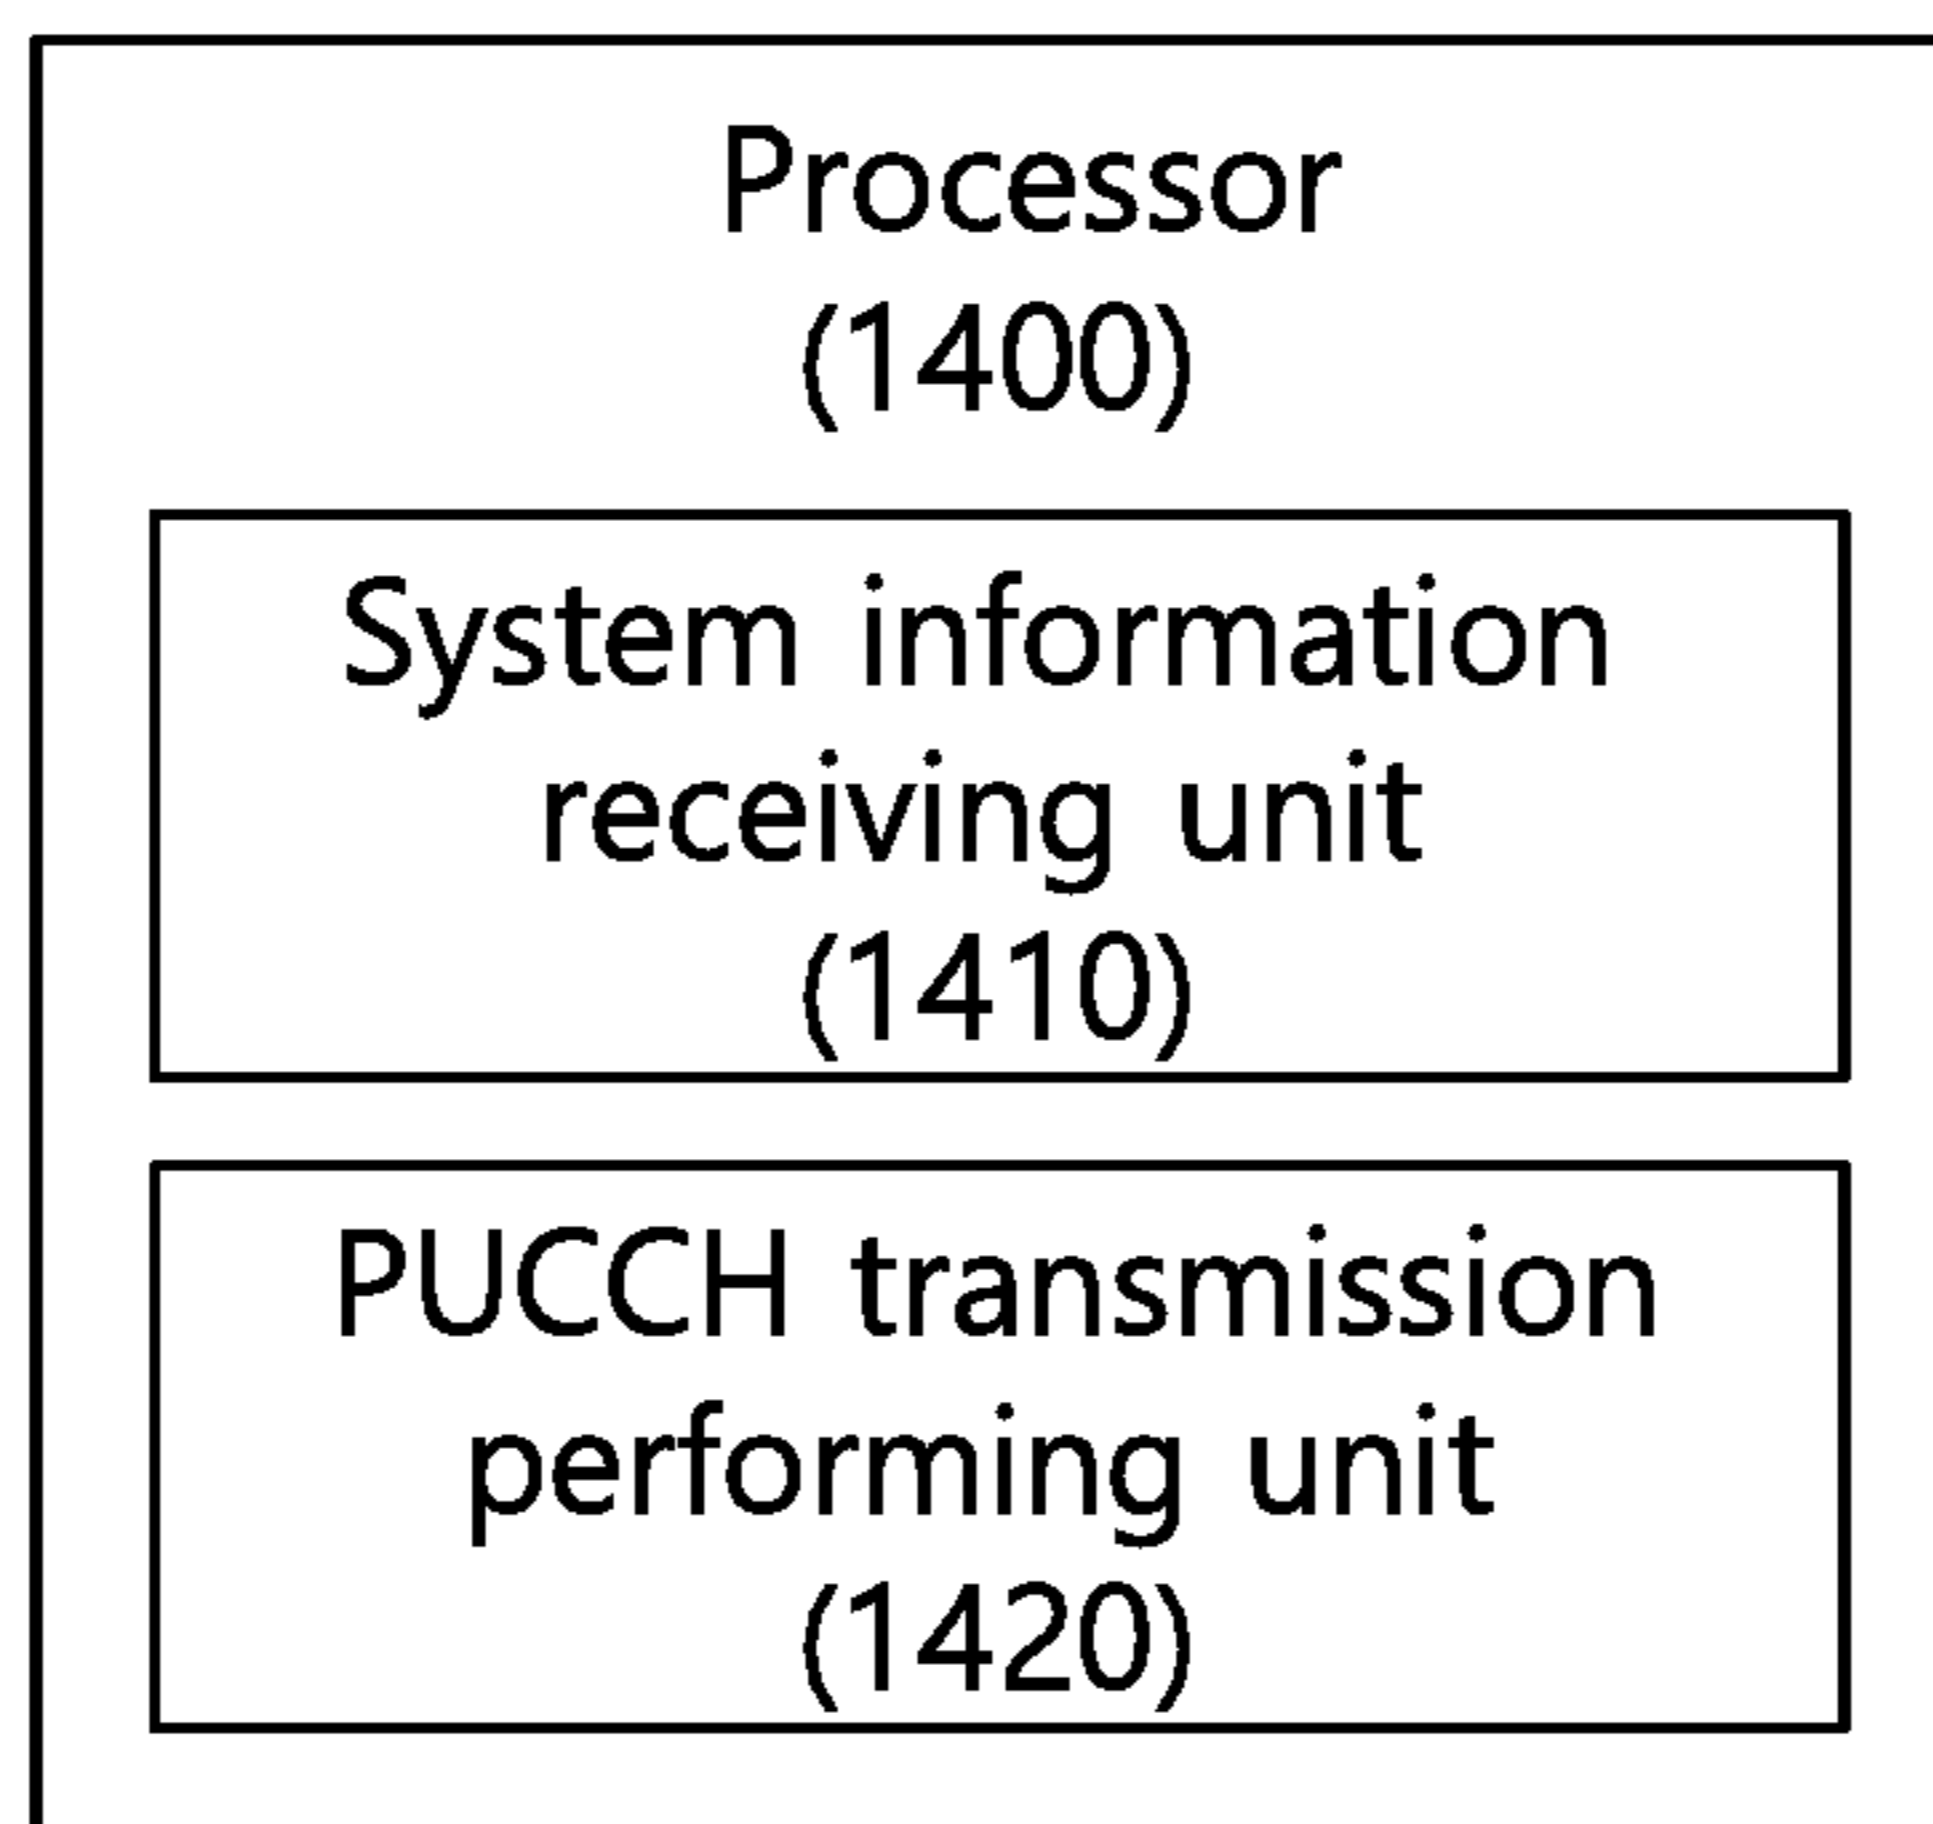 Processor
(1400)
System information
receiving unit
(1410)
PUCCH transmission
performing unit
(1420)